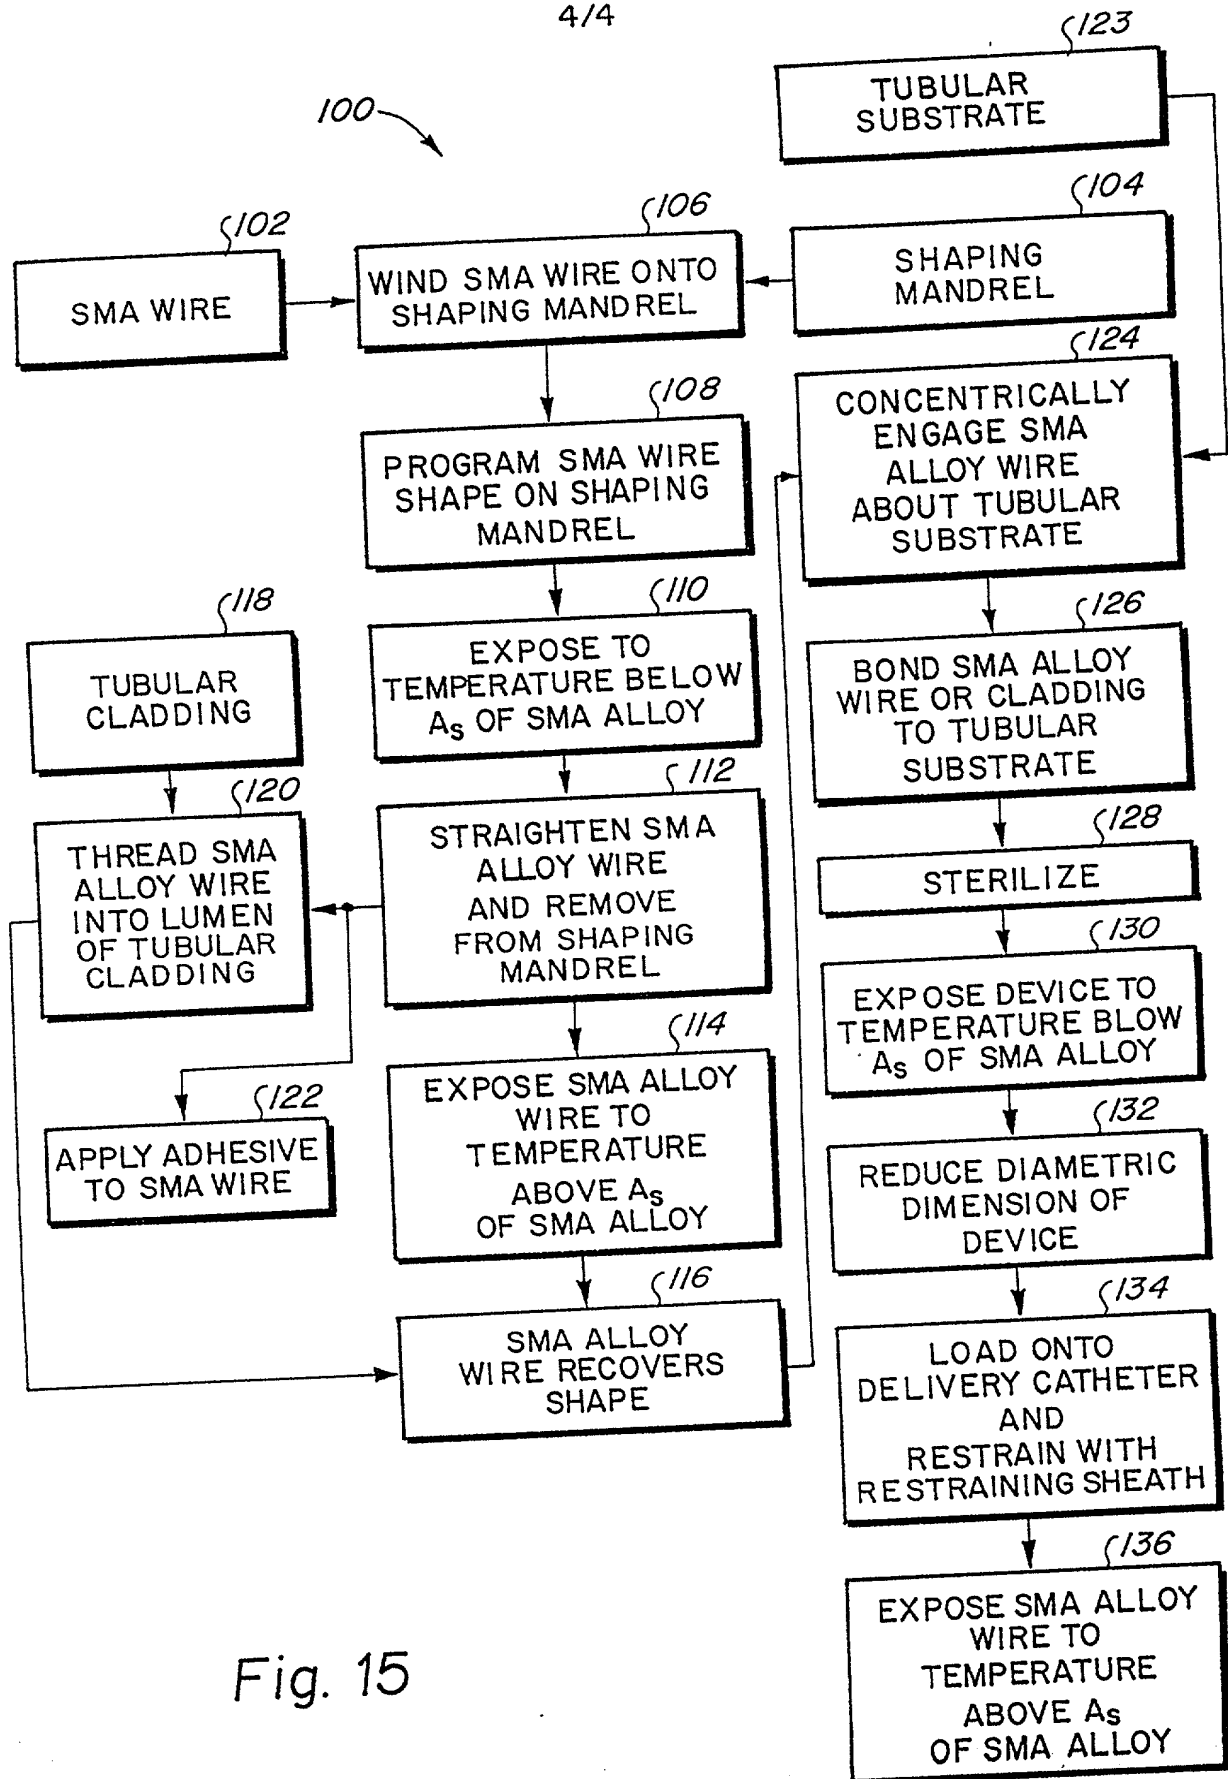 4/4
123
TUBULAR
SUBSTRATE
100
102
SMA WIRE
106
WIND SMA WIRE ONTO
SHAPING MANDREL
104
SHAPING
MANDREL
108
PROGRAM SMA WIRE
SHAPE ON SHAPING
MANDREL
124
CONCENTRICALLY
ENGAGE SMA
ALLOY WIRE
ABOUT TUBULAR
SUBSTRATE
118
TUBULAR
CLADDING
110
EXPOSE TO
TEMPERATURE BELOW
As OF SMA ALLOY
126
BOND SMA ALLOY
WIRE OR CLADDING
TO TUBULAR
SUBSTRATE
120
THREAD SMA
ALLOY WIRE
INTO LUMEN
OF TUBULAR
CLADDING
112
STRAIGHTEN SMA
ALLOY WIRE
AND REMOVE
FROM SHAPING
MANDREL
128
STERILIZE
130
EXPOSE DEVICE TO
TEMPERATURE BLOW
As OF SMA ALLOY
122
APPLY ADHESIVE
TO SMA WIRE
114
EXPOSE SMA ALLOY
WIRE TO
TEMPERATURE
ABOVE As
OF SMA ALLOY
132
REDUCE DIAMETRIC
DIMENSION OF
DEVICE
116
SMA ALLOY
WIRE RECOVERS
SHAPE
134
LOAD ONTO
DELIVERY CATHETER
AND
RESTRAIN WITH
RESTRAINING SHEATH
136
EXPOSE SMA ALLOY
WIRE TO
TEMPERATURE
ABOVE As
OF SMA ALLOY
Fig. 15